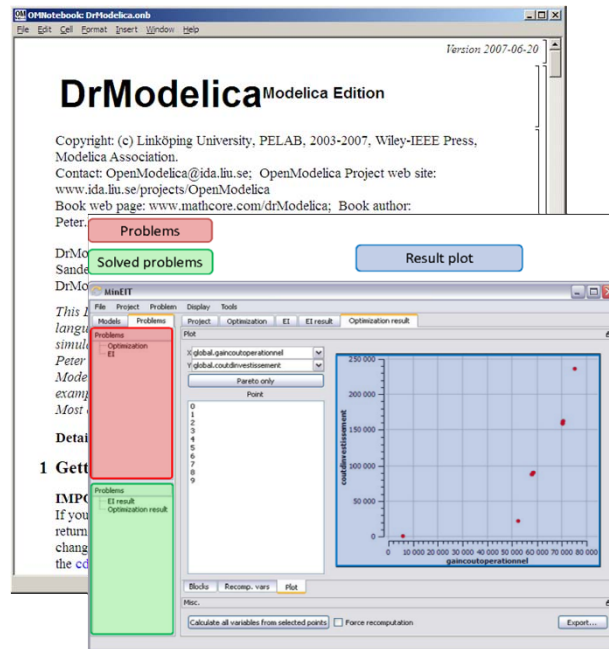 OMNotebook: DrModelica.onb
File Edit Cell Format Insert Window Help
Version 2007-06-20
DrModelica Modelica Edition
Copyright: (c) Linköping University, PELAB, 2003-2007, Wiley-IEEE Press,
Modelica Association.
Contact: OpenModelica@ida.liu.se; OpenModelica Project web site:
www.ida.liu.se/projects/OpenModelica
Book web page: www.mathcore.com/drModelica; Book author:
Peter
Problems
Result plot
Solved problems
DrMo
Sande
DrMo
This
langu
simul
Peter
Mode
examp
Most
Detai
1 Gett
IMPO
If you
return
chang
the cd
MinEIT
File Project Problem Display Tools
Models Problems Project Optimization EI EI result Optimization result
Problems
Optimization
EI
Plot
X global.gaincoutoperationnel
Y global.coutdinvestissement
Pareto only
Point
0
1
2
3
4
5
6
7
8
9
250 000
200 000
150 000
100 000
50 000
0
coutdinvestissement
0 10 000 20 000 30 000 40 000 50 000 60 000 70 000 80 000
gaincoutoperationnel
Problems
EI result
Optimization result
Blocks Recomp. vars Plot
Misc.
Calculate all variables from selected points Force recomputation Export...